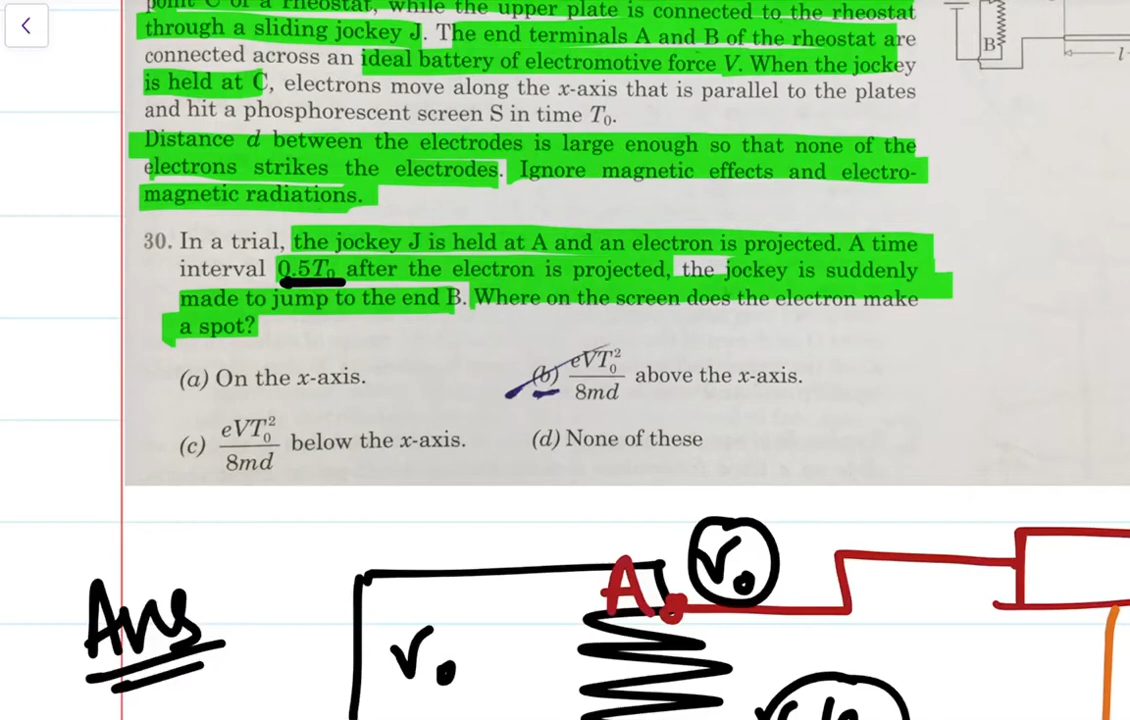 point C of a rheostat, while the upper plate is connected to the rheostat
through a sliding jockey J. The end terminals A and B of the rheostat are
connected across an ideal battery of electromotive force V. When the jockey
is held at C, electrons move along the x-axis that is parallel to the plates
and hit a phosphorescent screen S in time T₀.
Distance d between the electrodes is large enough so that none of the
electrons strikes the electrodes. Ignore magnetic effects and electro-
magnetic radiations.
B
l
30. In a trial, the jockey J is held at A and an electron is projected. A time
interval 0.5T₀ after the electron is projected, the jockey is suddenly
made to jump to the end B. Where on the screen does the electron make
a spot?
(a) On the x-axis.
(b) eVT₀²/8md above the x-axis.
(c) eVT₀²/8md below the x-axis.
(d) None of these
Ans
A
V₀
V₀